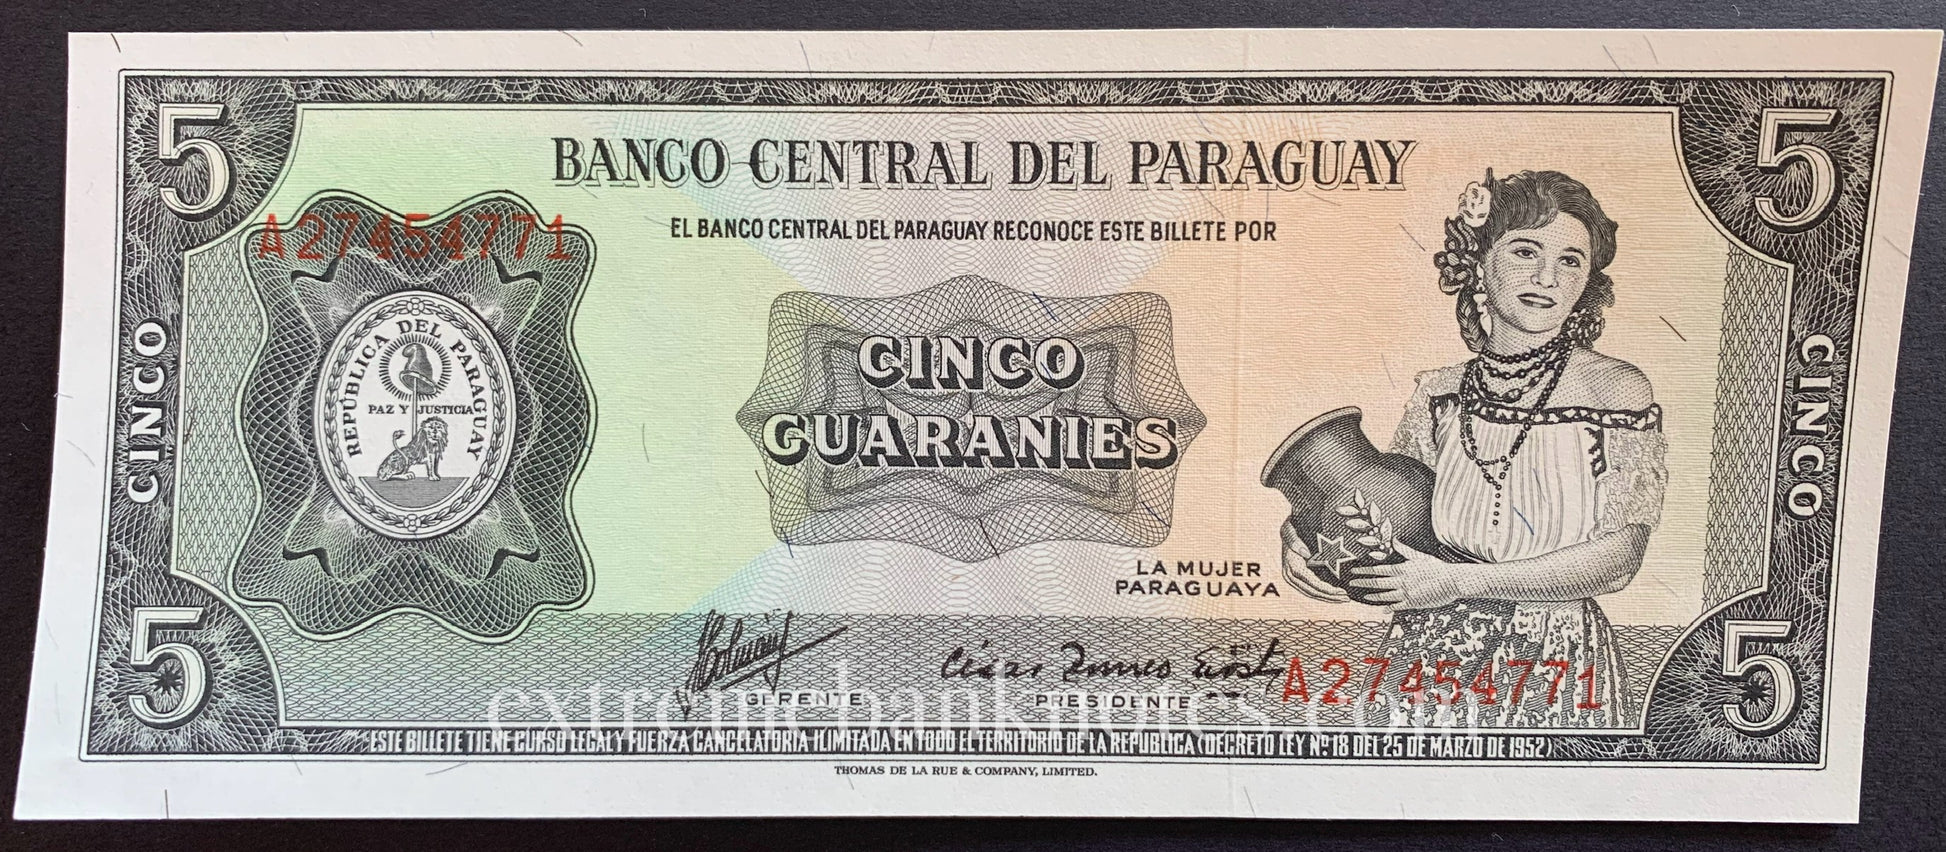 5 5
BANCO CENTRAL DEL PARAGUAY
A27454771
EL BANCO CENTRAL DEL PARAGUAY RECONOCE ESTE BILLETE POR
CINCO
REPÚBLICA DEL PARAGUAY
PAZ Y JUSTICIA
CINCO
GUARANIES
CINCO
LA MUJER
PARAGUAYA
5 5
GERENTE
PRESIDENTE
A27454771
extremebanknotes.com
ESTE BILLETE TIENE CURSO LEGAL Y FUERZA CANCELATORIA ILIMITADA EN TODO EL TERRITORIO DE LA REPUBLICA (DECRETO LEY Nº 18 DEL 25 DE MARZO DE 1952)
THOMAS DE LA RUE & COMPANY, LIMITED.